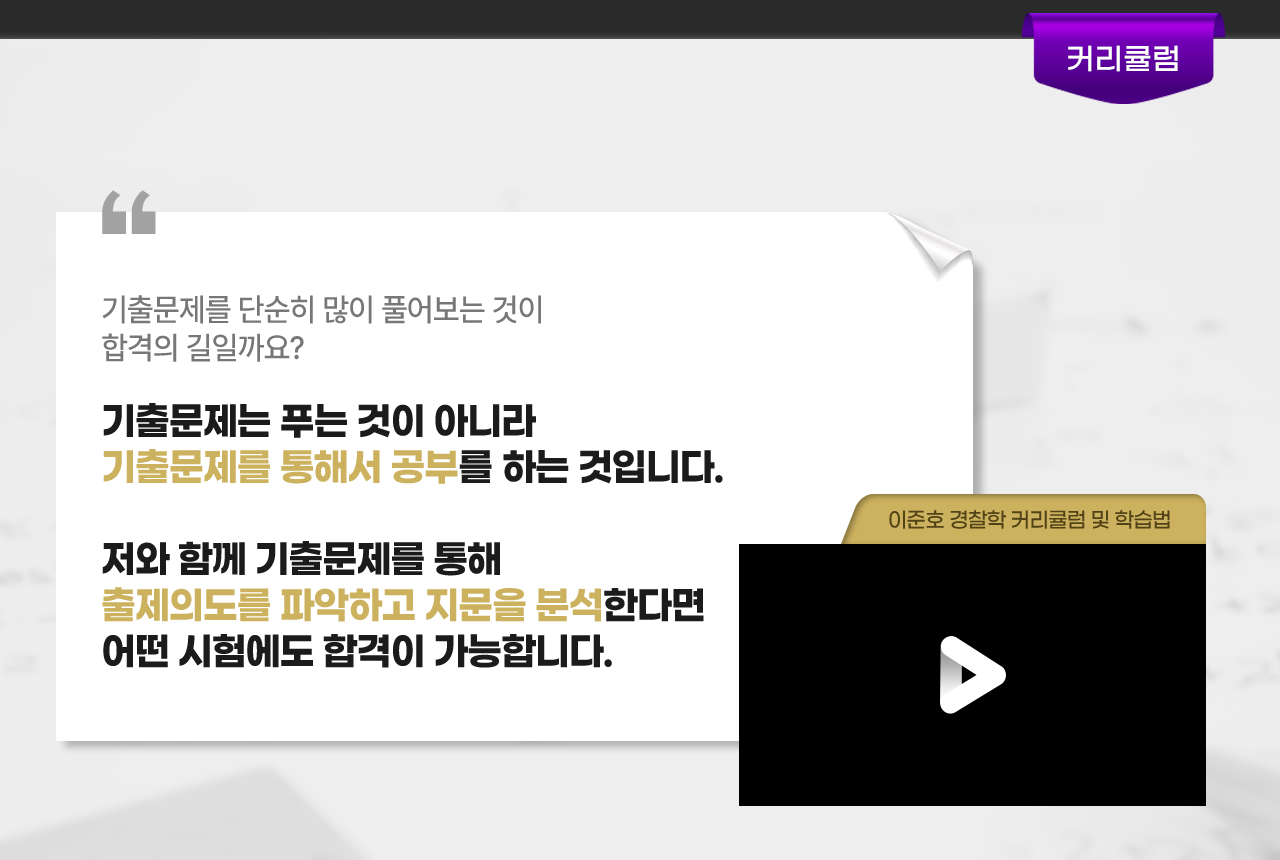 커리큘럼
“
기출문제를 단순히 많이 풀어보는 것이
합격의 길일까요?
기출문제는 푸는 것이 아니라
기출문제를 통해서 공부를 하는 것입니다.
저와 함께 기출문제를 통해
출제의도를 파악하고 지문을 분석한다면
어떤 시험에도 합격이 가능합니다.
이준호 경찰학 커리큘럼 및 학습법